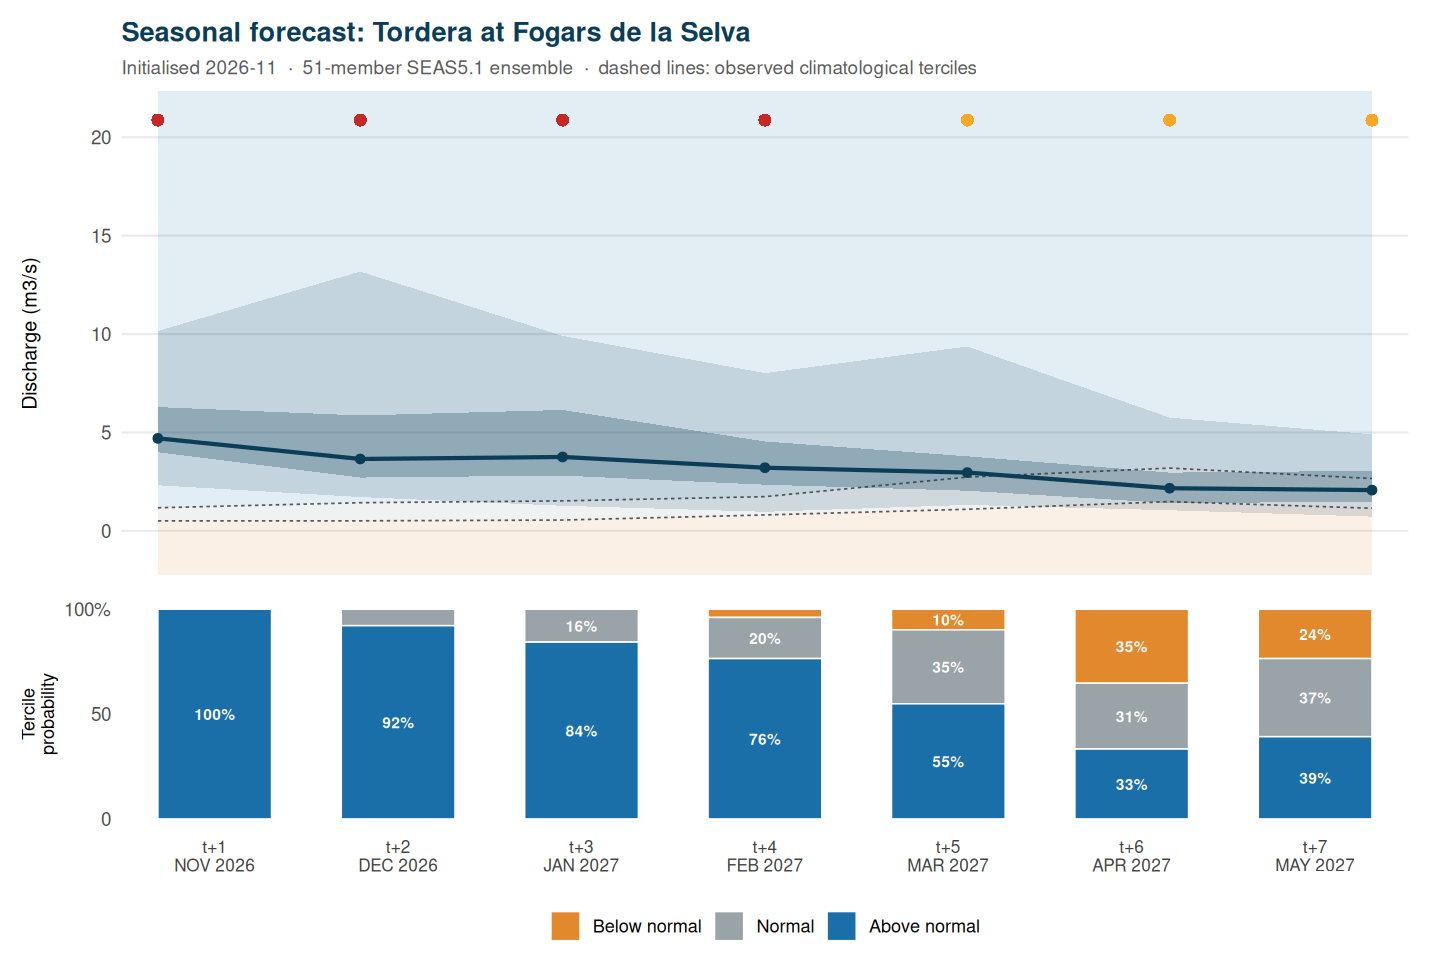 Seasonal forecast: Tordera at Fogars de la Selva
Initialised 2026-11 · 51-member SEAS5.1 ensemble · dashed lines: observed climatological terciles
Discharge (m3/s)
20
15
10
5
0
Tercile
probability
100%
50
0
100%
92%
16%
84%
20%
76%
10%
35%
55%
35%
31%
33%
24%
37%
39%
t+1
NOV 2026
t+2
DEC 2026
t+3
JAN 2027
t+4
FEB 2027
t+5
MAR 2027
t+6
APR 2027
t+7
MAY 2027
Below normal
Normal
Above normal